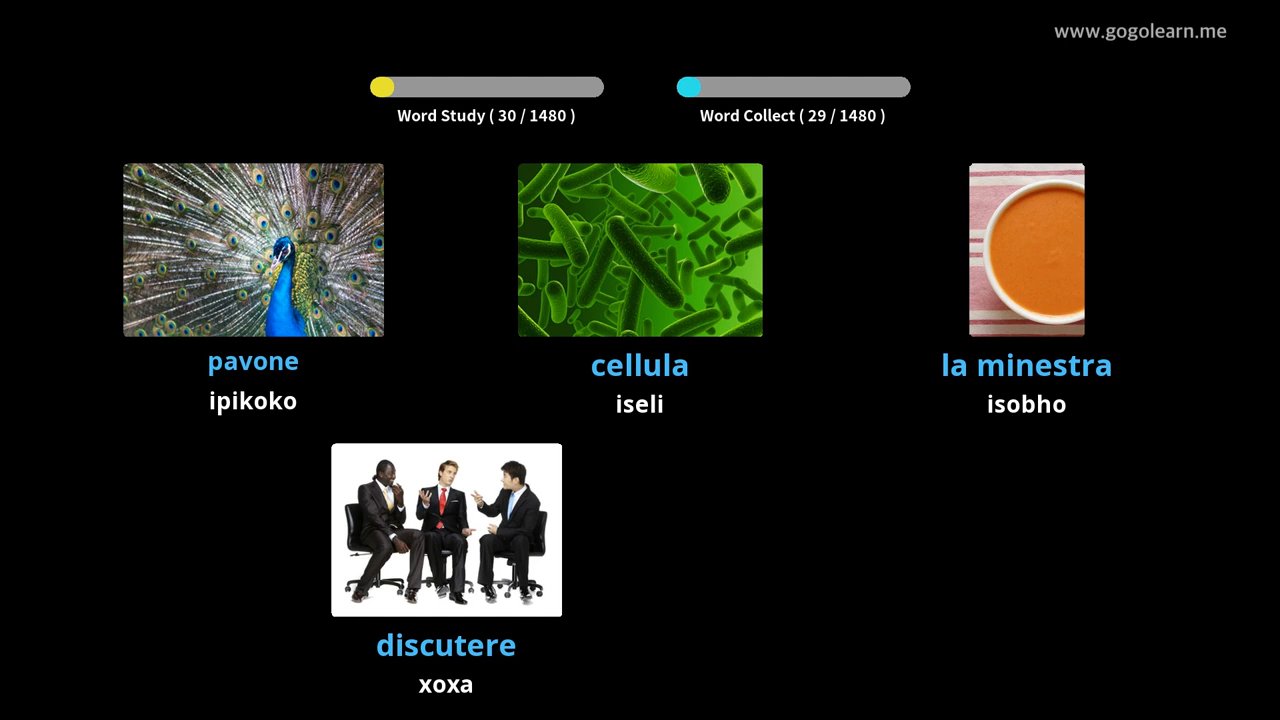 www.gogolearn.me
Word Study ( 30 / 1480 )
Word Collect ( 29 / 1480 )
pavone
ipikoko
cellula
iseli
la minestra
isobho
discutere
xoxa